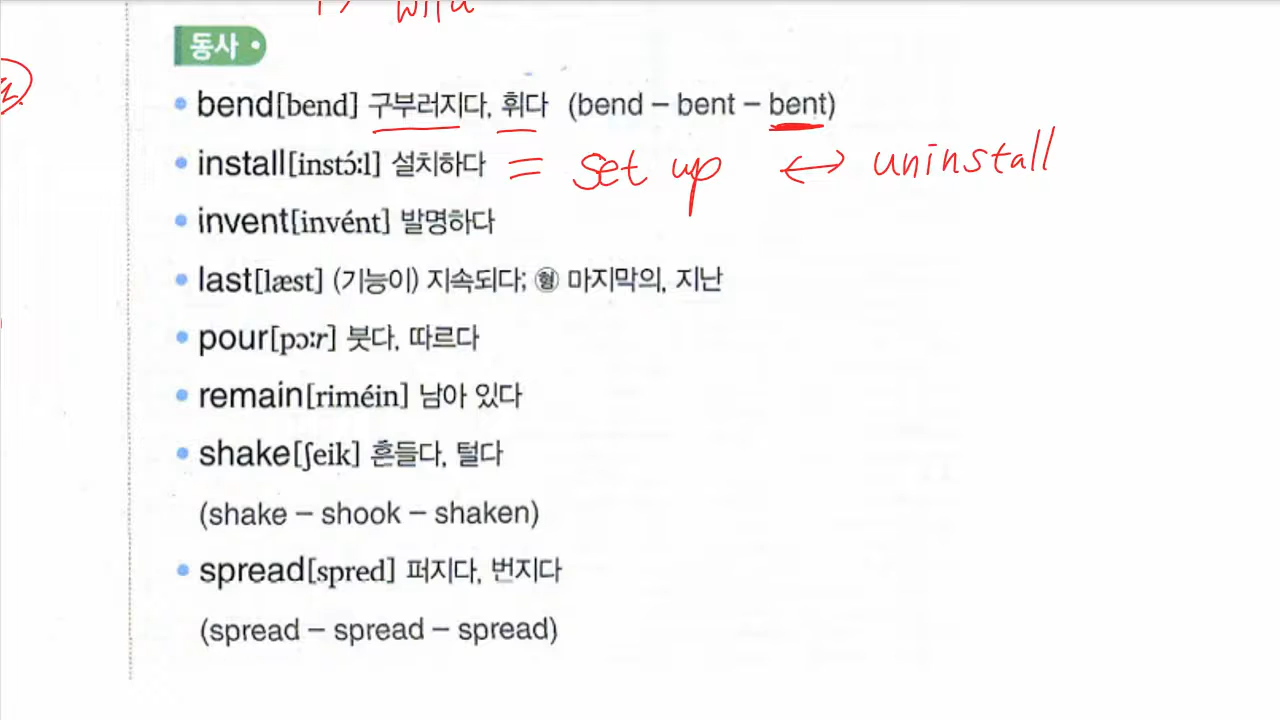 wild
동사
bend[bend] 구부러지다, 휘다 (bend – bent – bent)
install[instɔ́ːl] 설치하다 = set up ↔ uninstall
invent[invént] 발명하다
last[læst] (기능이) 지속되다; 형 마지막의, 지난
pour[pɔːr] 붓다, 따르다
remain[riméin] 남아 있다
shake[ʃeik] 흔들다, 털다
(shake – shook – shaken)
spread[spred] 퍼지다, 번지다
(spread – spread – spread)